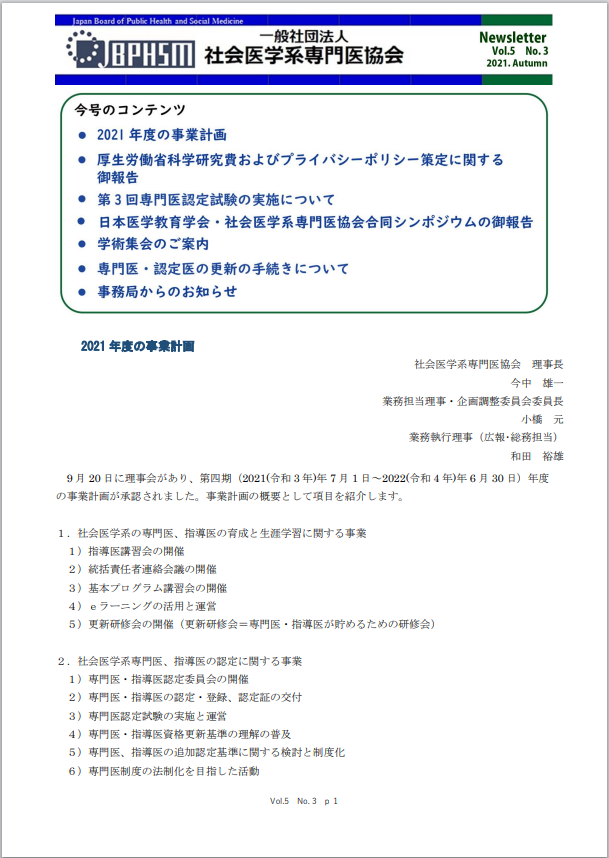 Japan Board of Public Health and Social Medicine
JBPHSM
一般社団法人
社会医学系専門医協会
Newsletter
Vol.5 No. 3
2021. Autumn
今号のコンテンツ
● 2021 年度の事業計画
● 厚生労働省科学研究費およびプライバシーポリシー策定に関する
御報告
● 第 3 回専門医認定試験の実施について
● 日本医学教育学会・社会医学系専門医協会合同シンポジウムの御報告
● 学術集会のご案内
● 専門医・認定医の更新の手続きについて
● 事務局からのお知らせ
2021 年度の事業計画
社会医学系専門医協会　理事長
今中　雄一
業務担当理事・企画調整委員会委員長
小橋　元
業務執行理事（広報･総務担当）
和田　裕雄
9 月 20 日に理事会があり、第四期（2021(令和 3 年)年 7 月 1 日～2022(令和 4 年)年 6 月 30 日）年度
の事業計画が承認されました。事業計画の概要として項目を紹介します。
１．社会医学系の専門医、指導医の育成と生涯学習に関する事業
１）指導医講習会の開催
２）統括責任者連絡会議の開催
３）基本プログラム講習会の開催
４）ｅラーニングの活用と運営
５）更新研修会の開催（更新研修会＝専門医・指導医が貯めるための研修会）
２．社会医学系専門医、指導医の認定に関する事業
１）専門医・指導医認定委員会の開催
２）専門医・指導医の認定・登録、認定証の交付
３）専門医認定試験の実施と運営
４）専門医・指導医資格更新基準の理解の普及
５）専門医、指導医の追加認定基準に関する検討と制度化
６）専門医制度の法制化を目指した活動
Vol.5 No. 3 p 1